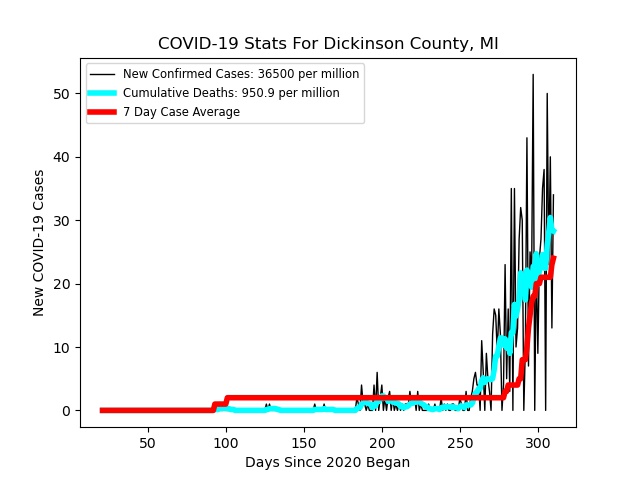 COVID-19 Stats For Dickinson County, MI
New Confirmed Cases: 36500 per million
Cumulative Deaths: 950.9 per million
7 Day Case Average
New COVID-19 Cases
50
40
30
20
10
0
50 100 150 200 250 300
Days Since 2020 Began